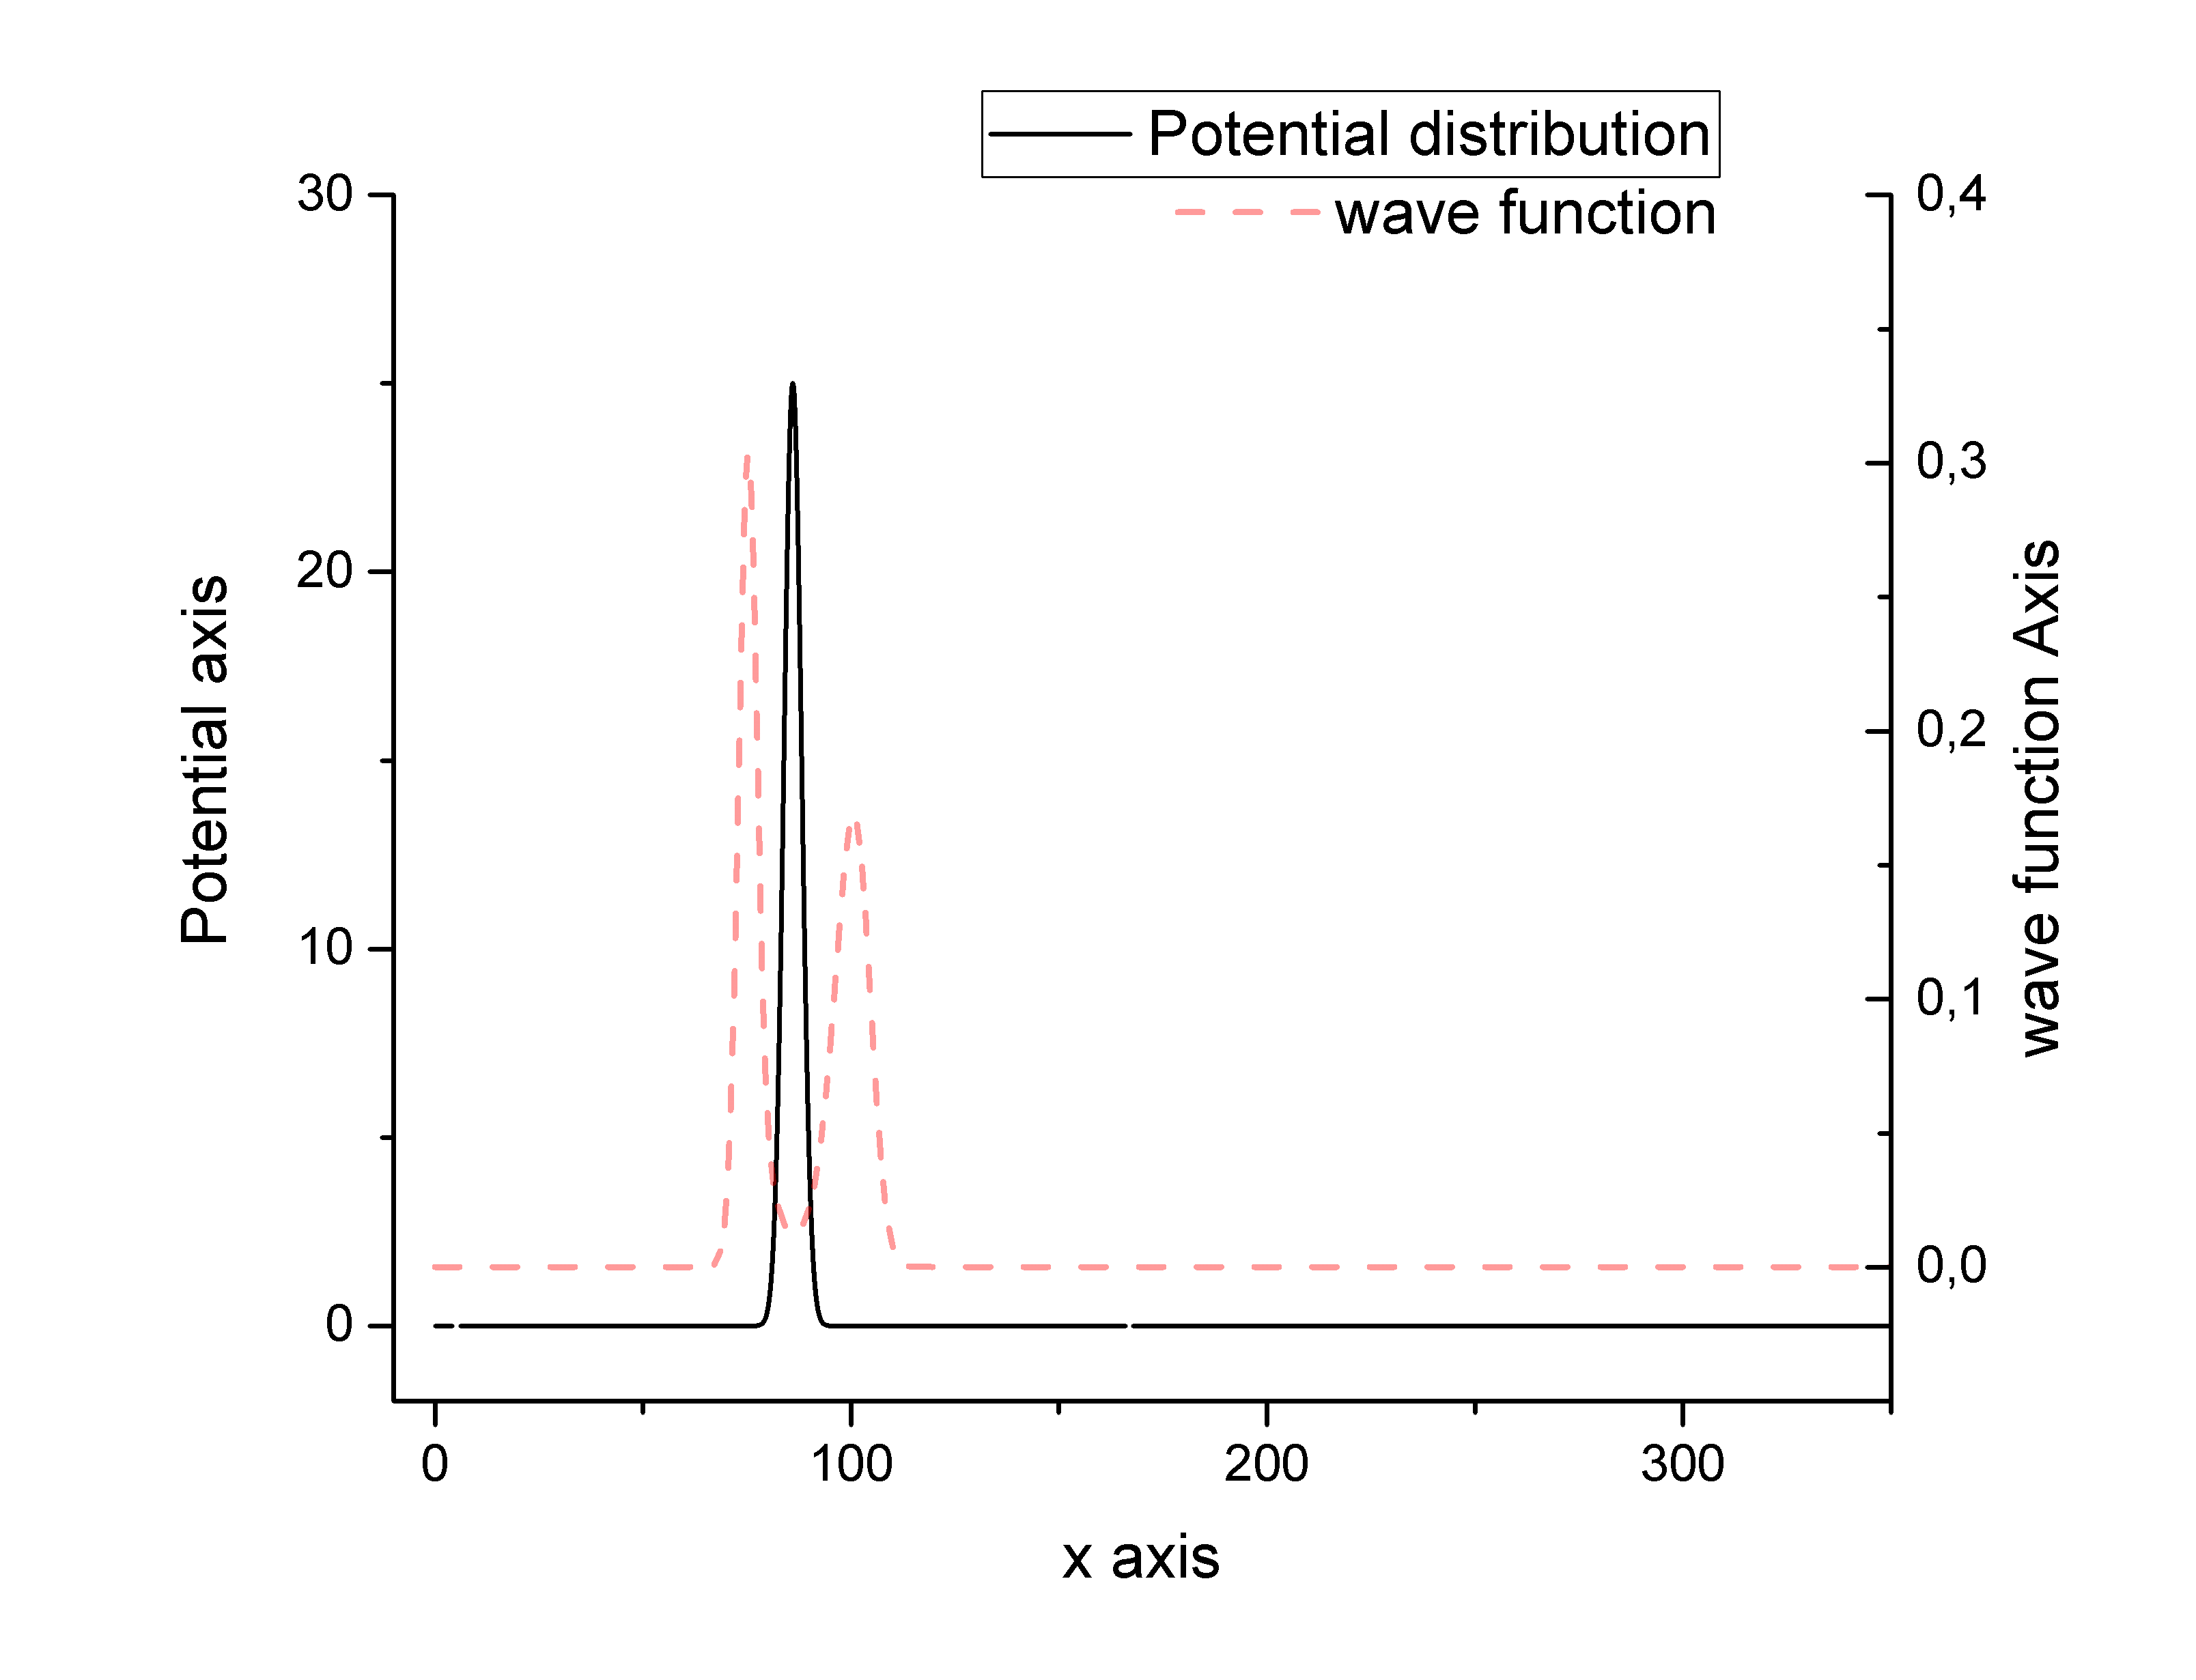 Potential distribution
wave function
30
20
10
0
Potential axis
0,4
0,3
0,2
0,1
0,0
wave function Axis
0
100
200
300
x axis